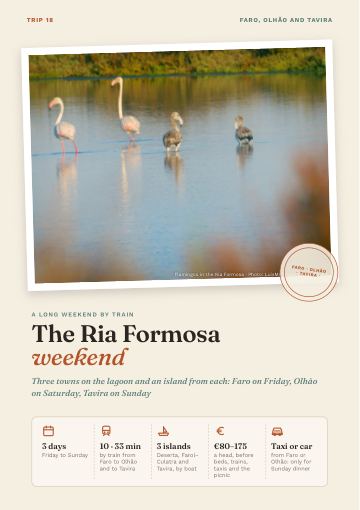 TRIP 18
FARO, OLHÃO AND TAVIRA
Flamingos in the Ria Formosa · Photo:
FARO · OLHÃO
· TAVIRA ·
A LONG WEEKEND BY TRAIN
The Ria Formosa
weekend
Three towns on the lagoon and an island from each: Faro on Friday, Olhão
on Saturday, Tavira on Sunday
3 days
Friday to Sunday
10 · 33 min
by train from
Faro to Olhão
and to Tavira
3 islands
Deserta, Farol–
Culatra and
Tavira, by boat
€80–175
a head, before
beds, trains,
taxis and the
picnic
Taxi or car
from Faro or
Olhão: only for
Sunday dinner